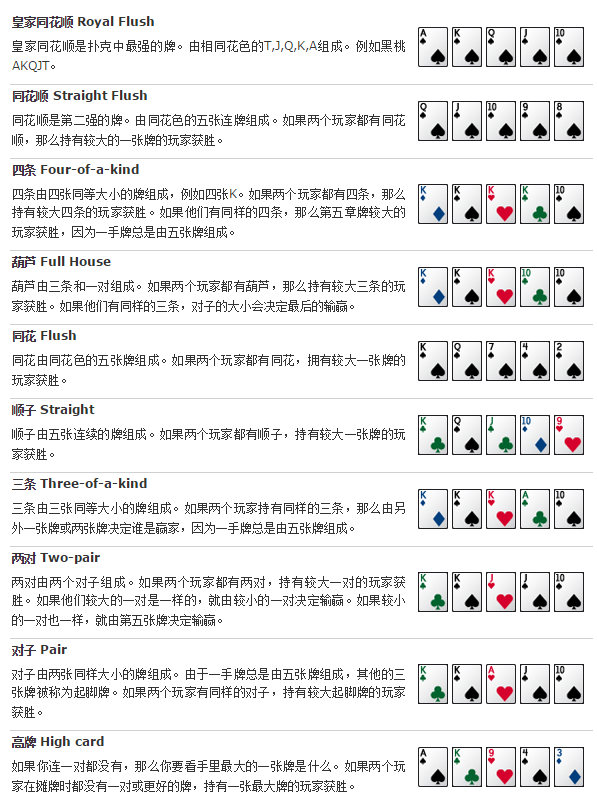 皇家同花顺 Royal Flush
皇家同花顺是扑克中最强的牌。由相同花色的T,J,Q,K,A组成。例如黑桃
AKQJT。
A K Q J 10
同花顺 Straight Flush
同花顺是第二强的牌。由同花色的五张连牌组成。如果两个玩家都有同花
顺，那么持有较大的一张牌的玩家获胜。
Q J 10 9 8
四条 Four-of-a-kind
四条由四张同等大小的牌组成，例如四张K。如果两个玩家都有四条，那么
持有较大四条的玩家获胜。如果他们有同样的四条，那么第五章牌较大的
玩家获胜，因为一手牌总是由五张牌组成。
K K K K 10
葫芦 Full House
葫芦由三条和一对组成。如果两个玩家都有葫芦，那么持有较大三条的玩
家获胜。如果他们有同样的三条，对子的大小会决定最后的输赢。
K K K 10 10
同花 Flush
同花由同花色的五张牌组成。如果两个玩家都有同花，拥有较大一张牌的
玩家获胜。
K Q 7 4 2
顺子 Straight
顺子由五张连续的牌组成。如果两个玩家都有顺子，持有较大一张牌的玩
家获胜。
K Q J 10 9
三条 Three-of-a-kind
三条由三张同等大小的牌组成。如果两个玩家持有同样的三条，那么由另
外一张牌或两张牌决定谁是赢家，因为一手牌总是由五张牌组成。
K K K A 10
两对 Two-pair
两对由两个对子组成。如果两个玩家都有两对，持有较大一对的玩家获
胜。如果他们较大的一对是一样的，就由较小的一对决定输赢。如果较小
的一对也一样，就由第五张牌决定输赢。
K K J J 10
对子 Pair
对子由两张同样大小的牌组成。由于一手牌总是由五张牌组成，其他的三
张牌被称为起脚牌。如果两个玩家有同样的对子，持有较大起脚牌的玩家
获胜。
K K A J 10
高牌 High card
如果你连一对都没有，那么你要看手里最大的一张牌是什么。如果两个玩
家在摊牌时都没有一对或更好的牌，持有一张最大牌的玩家获胜。
A K 9 4 3